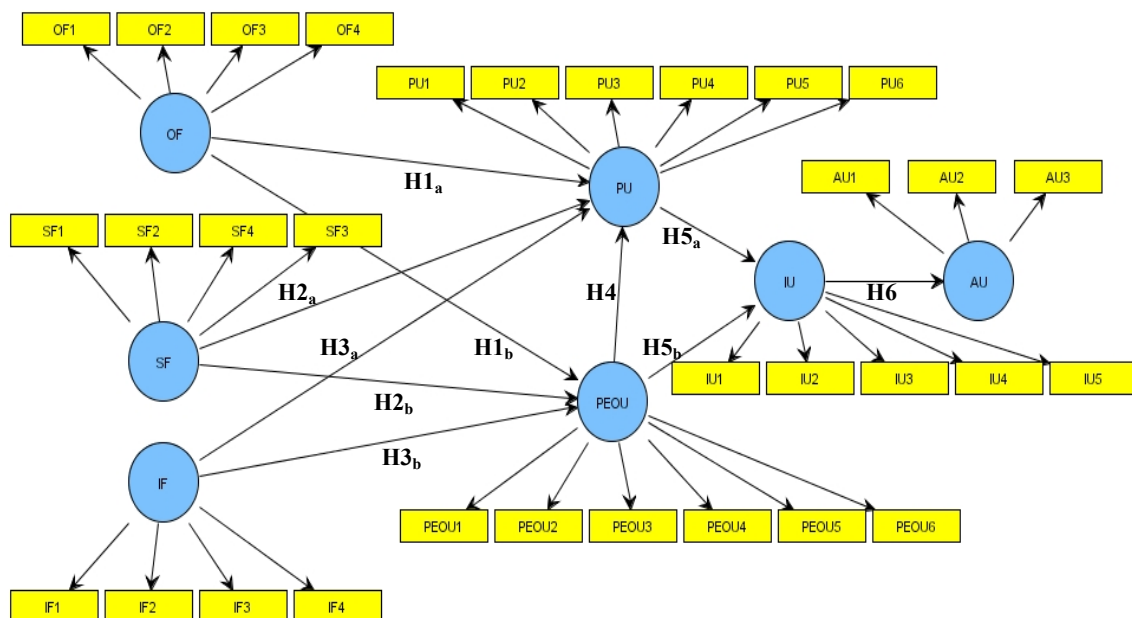 OF1 OF2 OF3 OF4
OF
PU1 PU2 PU3 PU4 PU5 PU6
PU
H1a
AU1 AU2 AU3
AU
SF1 SF2 SF4 SF3
SF
H2a
H5a
H4
IU
H6
H3a
H1b
H5b
IU1 IU2 IU3 IU4 IU5
PEOU
H2b
H3b
IF
PEOU1 PEOU2 PEOU3 PEOU4 PEOU5 PEOU6
IF1 IF2 IF3 IF4